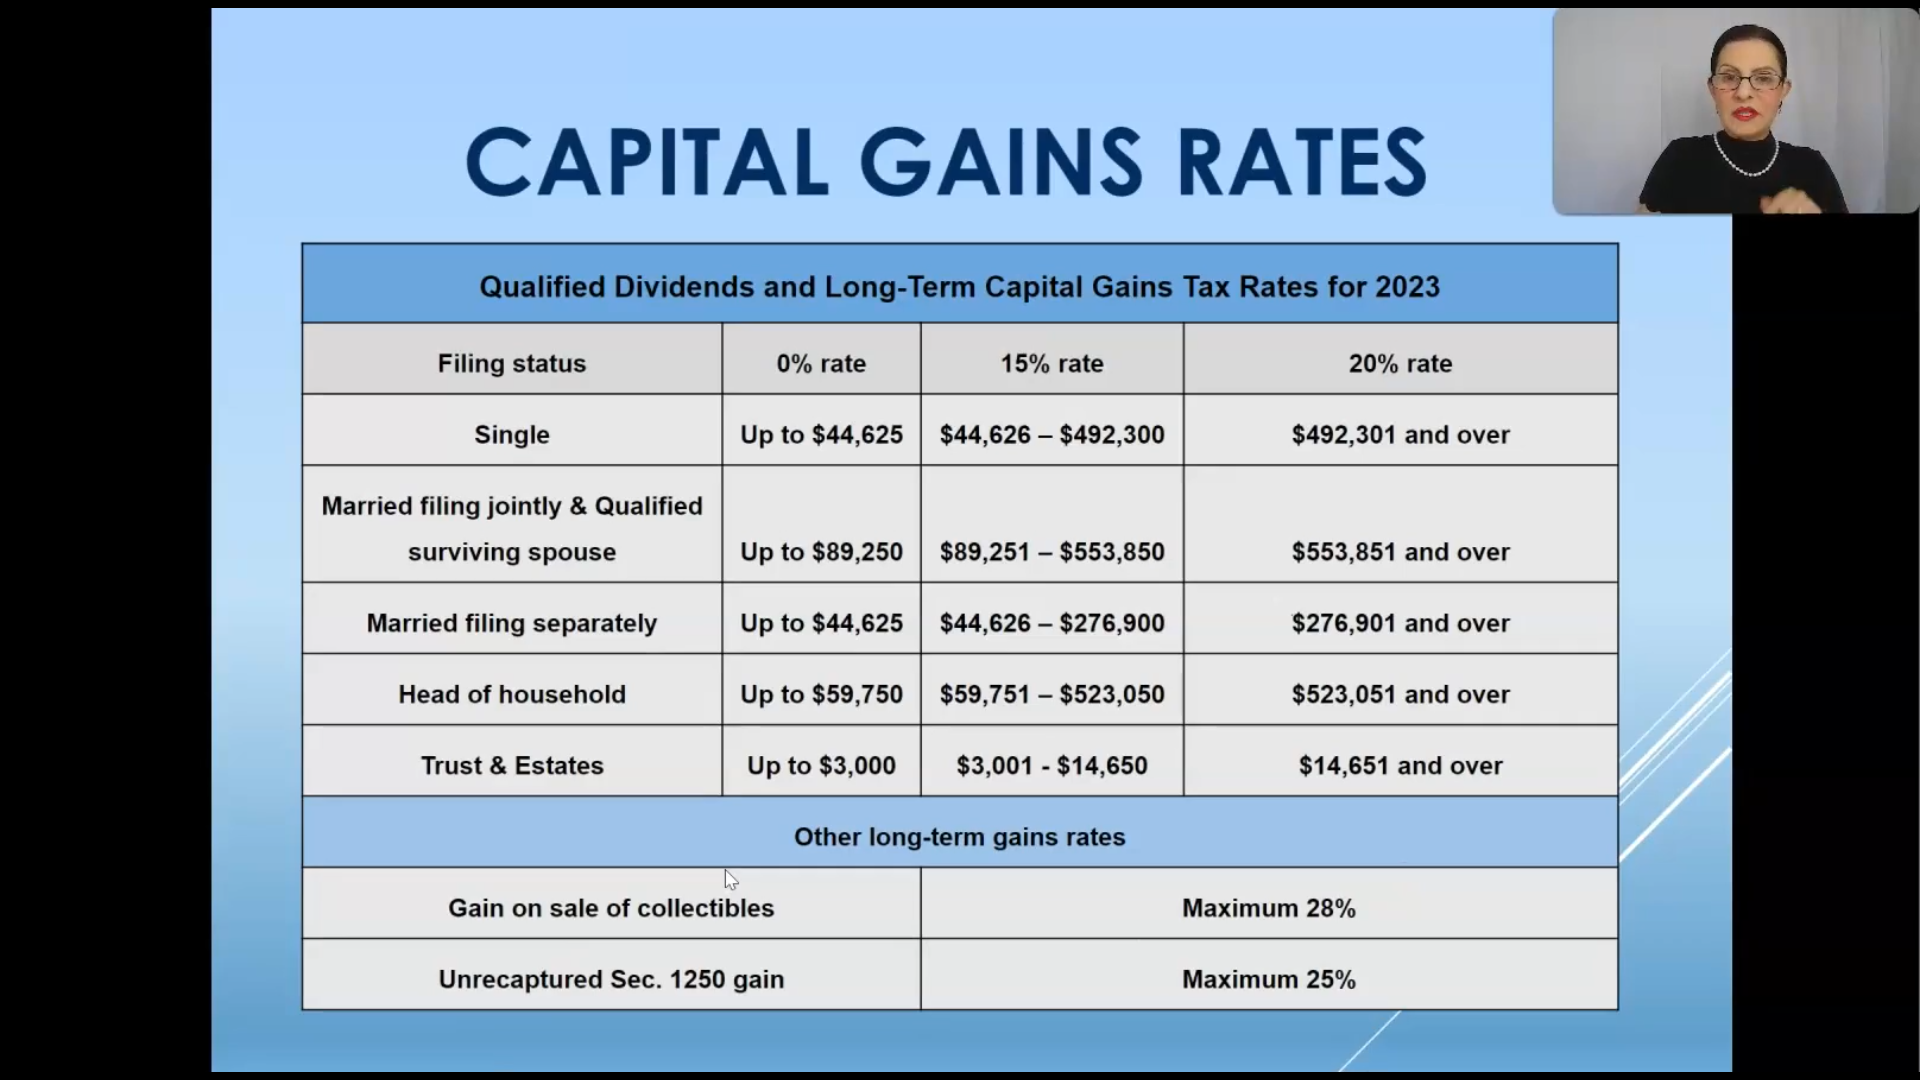 CAPITAL GAINS RATES
Qualified Dividends and Long-Term Capital Gains Tax Rates for 2023
Filing status 0% rate 15% rate 20% rate
Single Up to $44,625 $44,626 – $492,300 $492,301 and over
Married filing jointly & Qualified
surviving spouse Up to $89,250 $89,251 – $553,850 $553,851 and over
Married filing separately Up to $44,625 $44,626 – $276,900 $276,901 and over
Head of household Up to $59,750 $59,751 – $523,050 $523,051 and over
Trust & Estates Up to $3,000 $3,001 - $14,650 $14,651 and over
Other long-term gains rates
Gain on sale of collectibles Maximum 28%
Unrecaptured Sec. 1250 gain Maximum 25%